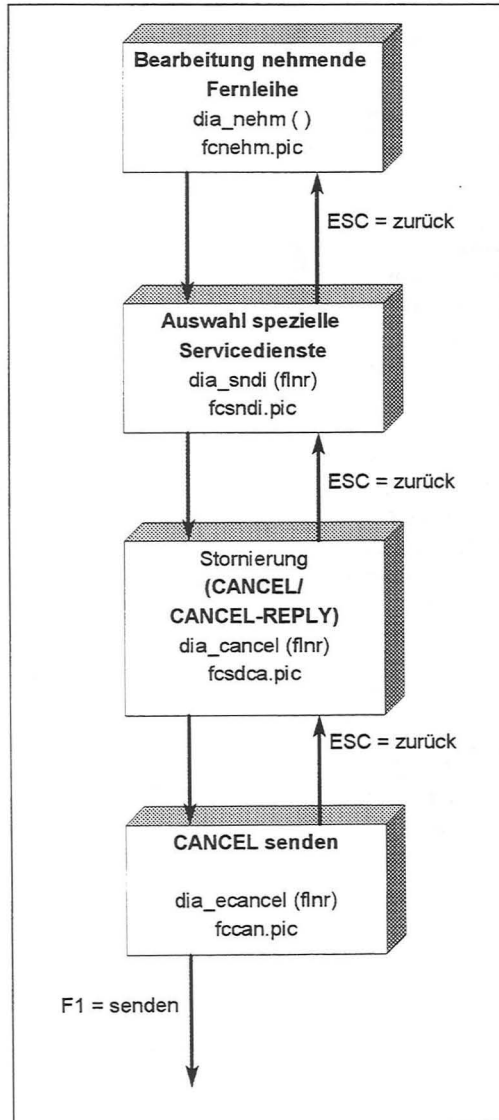 Bearbeitung nehmende
Fernleihe
dia_nehm ( )
fcnehm.pic
ESC = zurück
Auswahl spezielle
Servicedienste
dia_sndi (flnr)
fcsndi.pic
ESC = zurück
Stornierung
(CANCEL/
CANCEL-REPLY)
dia_cancel (flnr)
fcsdca.pic
ESC = zurück
CANCEL senden
dia_ecancel (flnr)
fccan.pic
F1 = senden